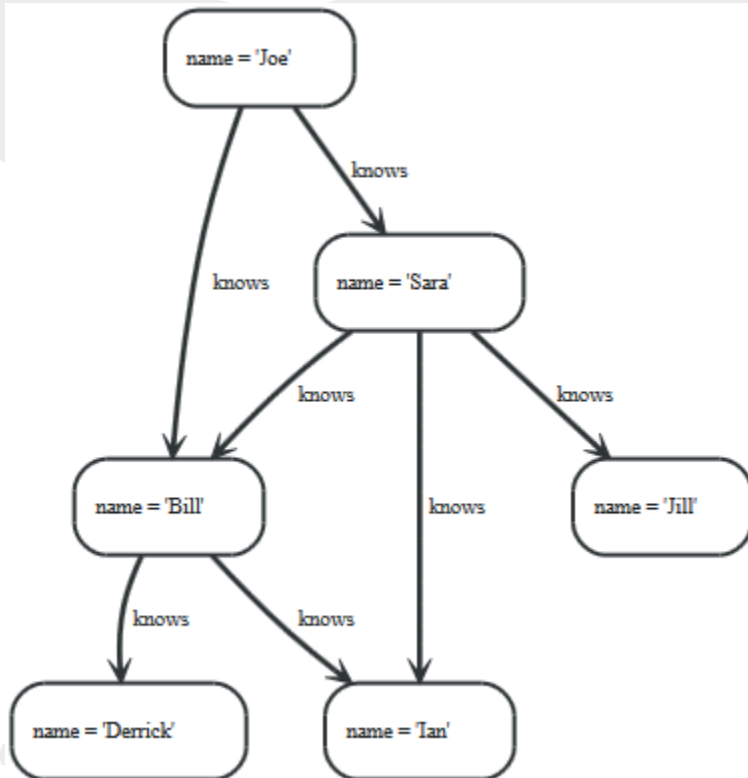 name = 'Joe'
knows
knows
name = 'Sara'
knows
knows
name = 'Bill'
knows
name = 'Jill'
knows
knows
name = 'Derrick'
name = 'Ian'